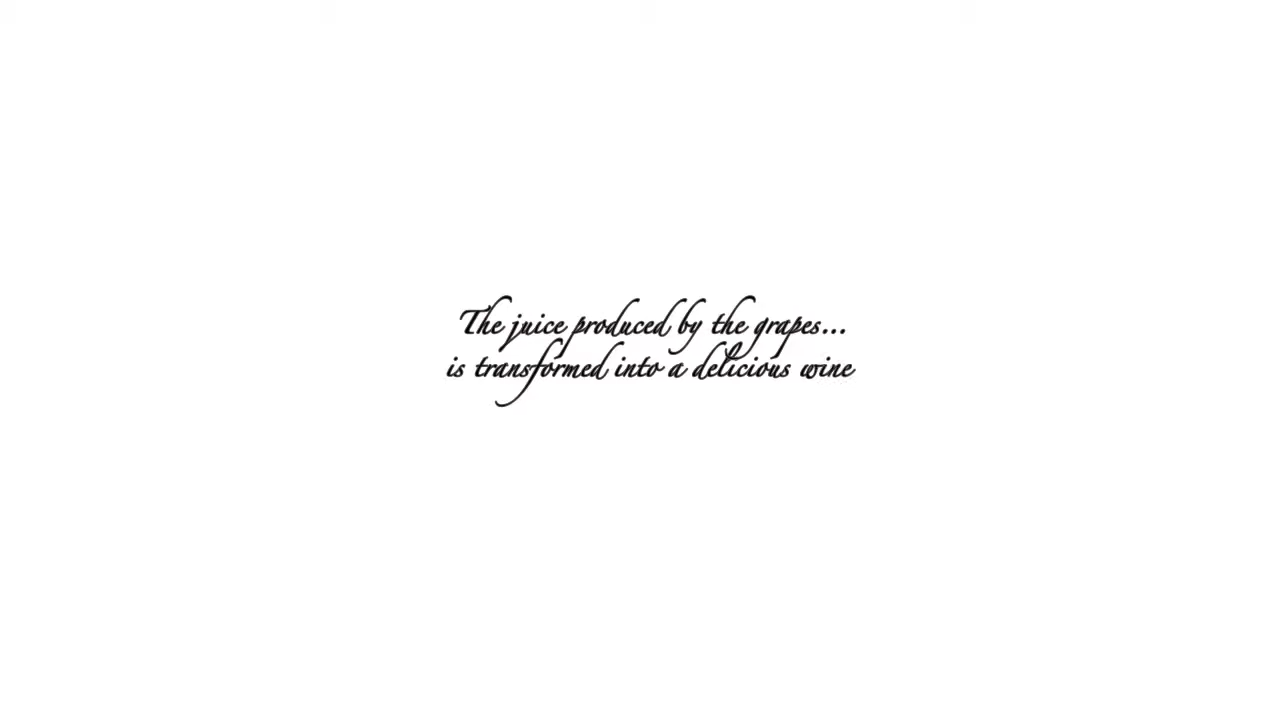 The juice produced by the grapes...
is transformed into a delicious wine